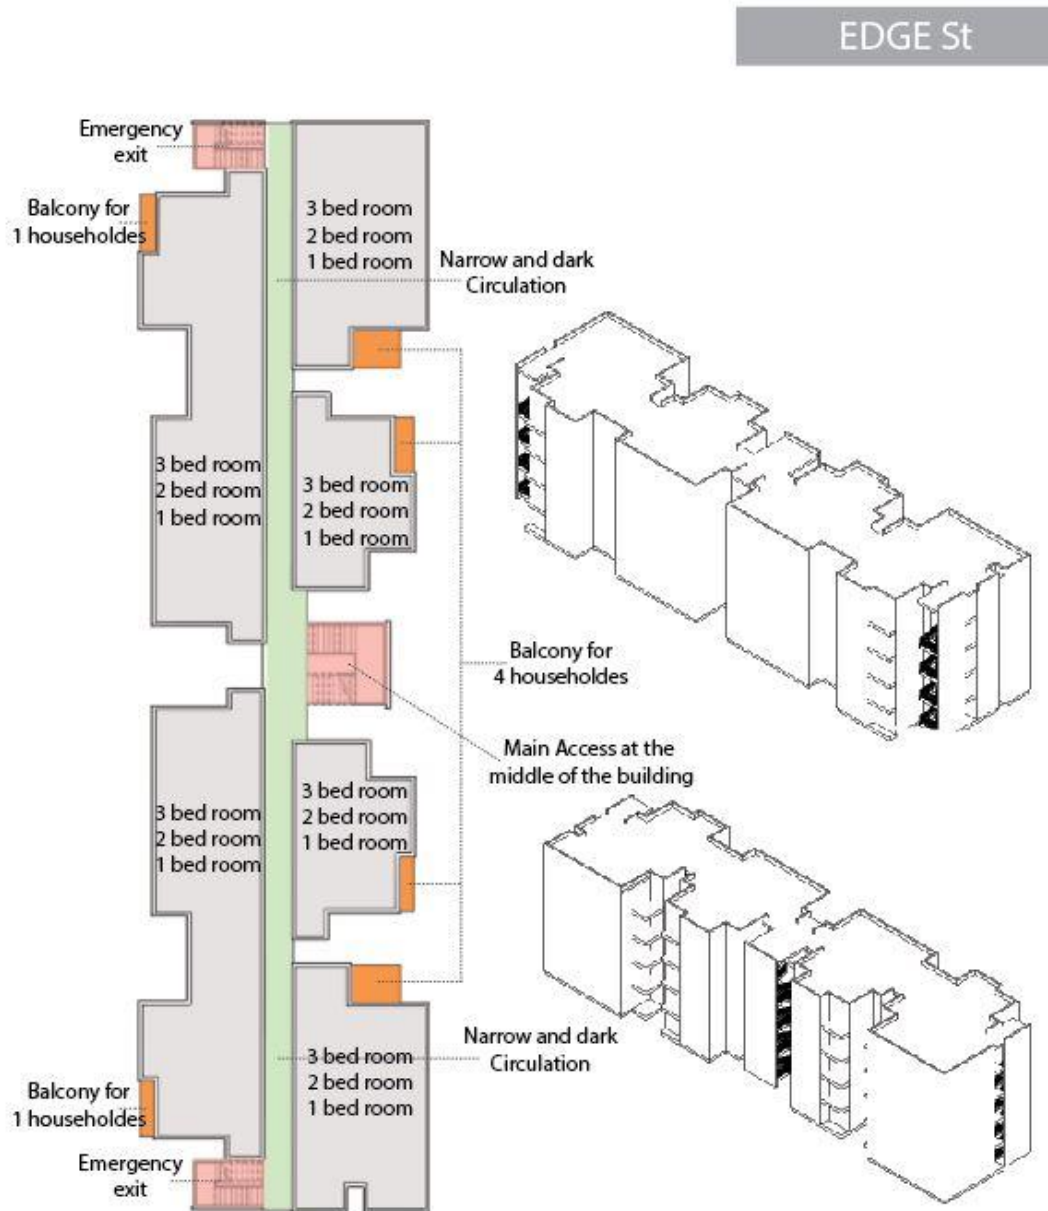 EDGE St
Emergency
exit
Balcony for
1 householdes
3 bed room
2 bed room
1 bed room
Narrow and dark
Circulation
3 bed room
2 bed room
1 bed room
3 bed room
2 bed room
1 bed room
Balcony for
4 householdes
Main Access at the
middle of the building
3 bed room
2 bed room
1 bed room
3 bed room
2 bed room
1 bed room
Narrow and dark
Circulation
3 bed room
2 bed room
1 bed room
Balcony for
1 householdes
Emergency
exit